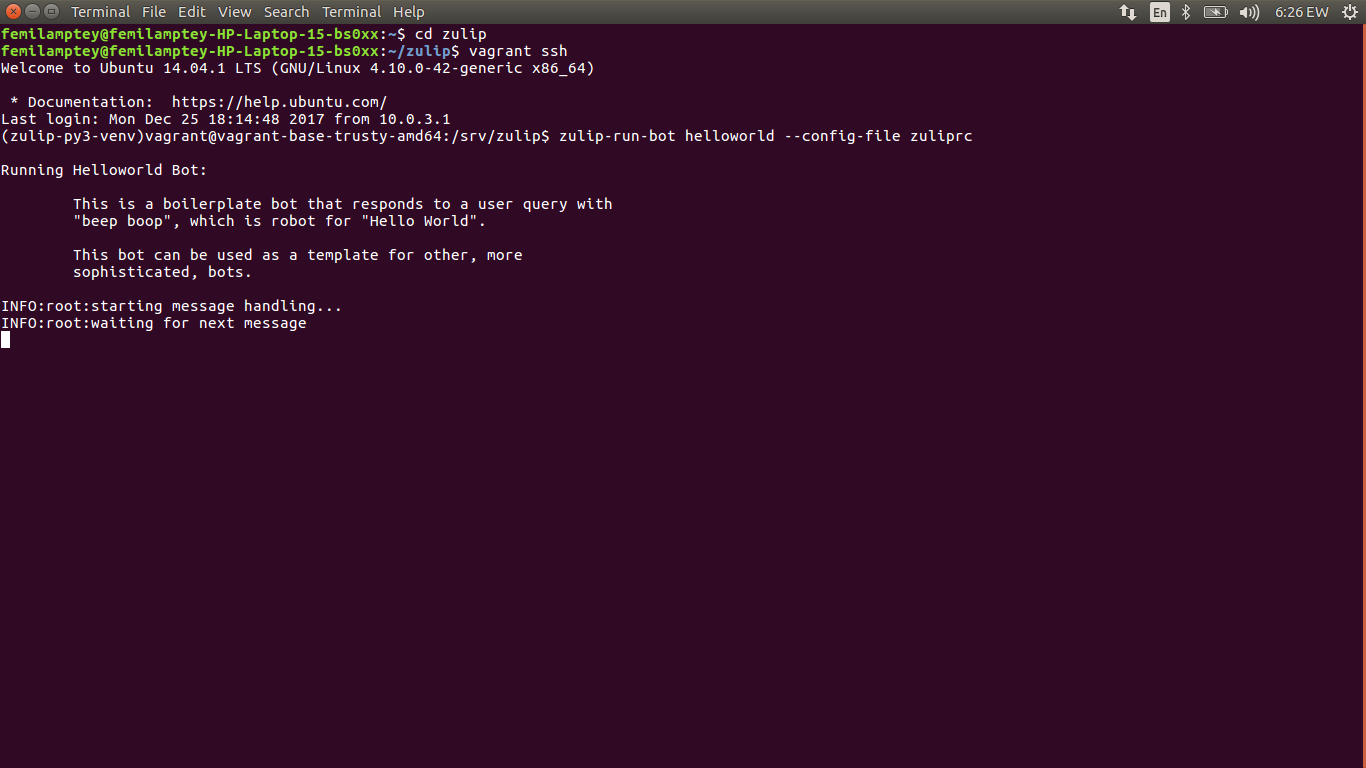 Terminal File Edit View Search Terminal Help En 6:26 EW
femilamptey@femilamptey-HP-Laptop-15-bs0xx:~$ cd zulip
femilamptey@femilamptey-HP-Laptop-15-bs0xx:~/zulip$ vagrant ssh
Welcome to Ubuntu 14.04.1 LTS (GNU/Linux 4.10.0-42-generic x86_64)
* Documentation:  https://help.ubuntu.com/
Last login: Mon Dec 25 18:14:48 2017 from 10.0.3.1
(zulip-py3-venv)vagrant@vagrant-base-trusty-amd64:/srv/zulip$ zulip-run-bot helloworld --config-file zuliprc
Running Helloworld Bot:
This is a boilerplate bot that responds to a user query with
"beep boop", which is robot for "Hello World".
This bot can be used as a template for other, more
sophisticated, bots.
INFO:root:starting message handling...
INFO:root:waiting for next message